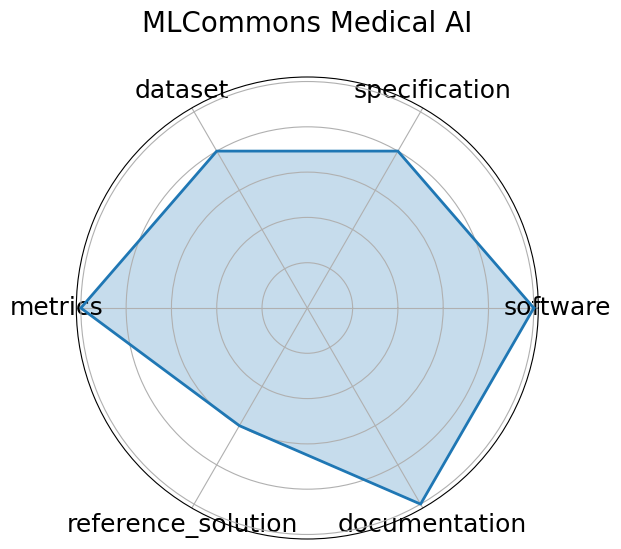 MLCommons Medical AI
dataset
specification
metrics
software
reference_solution
documentation